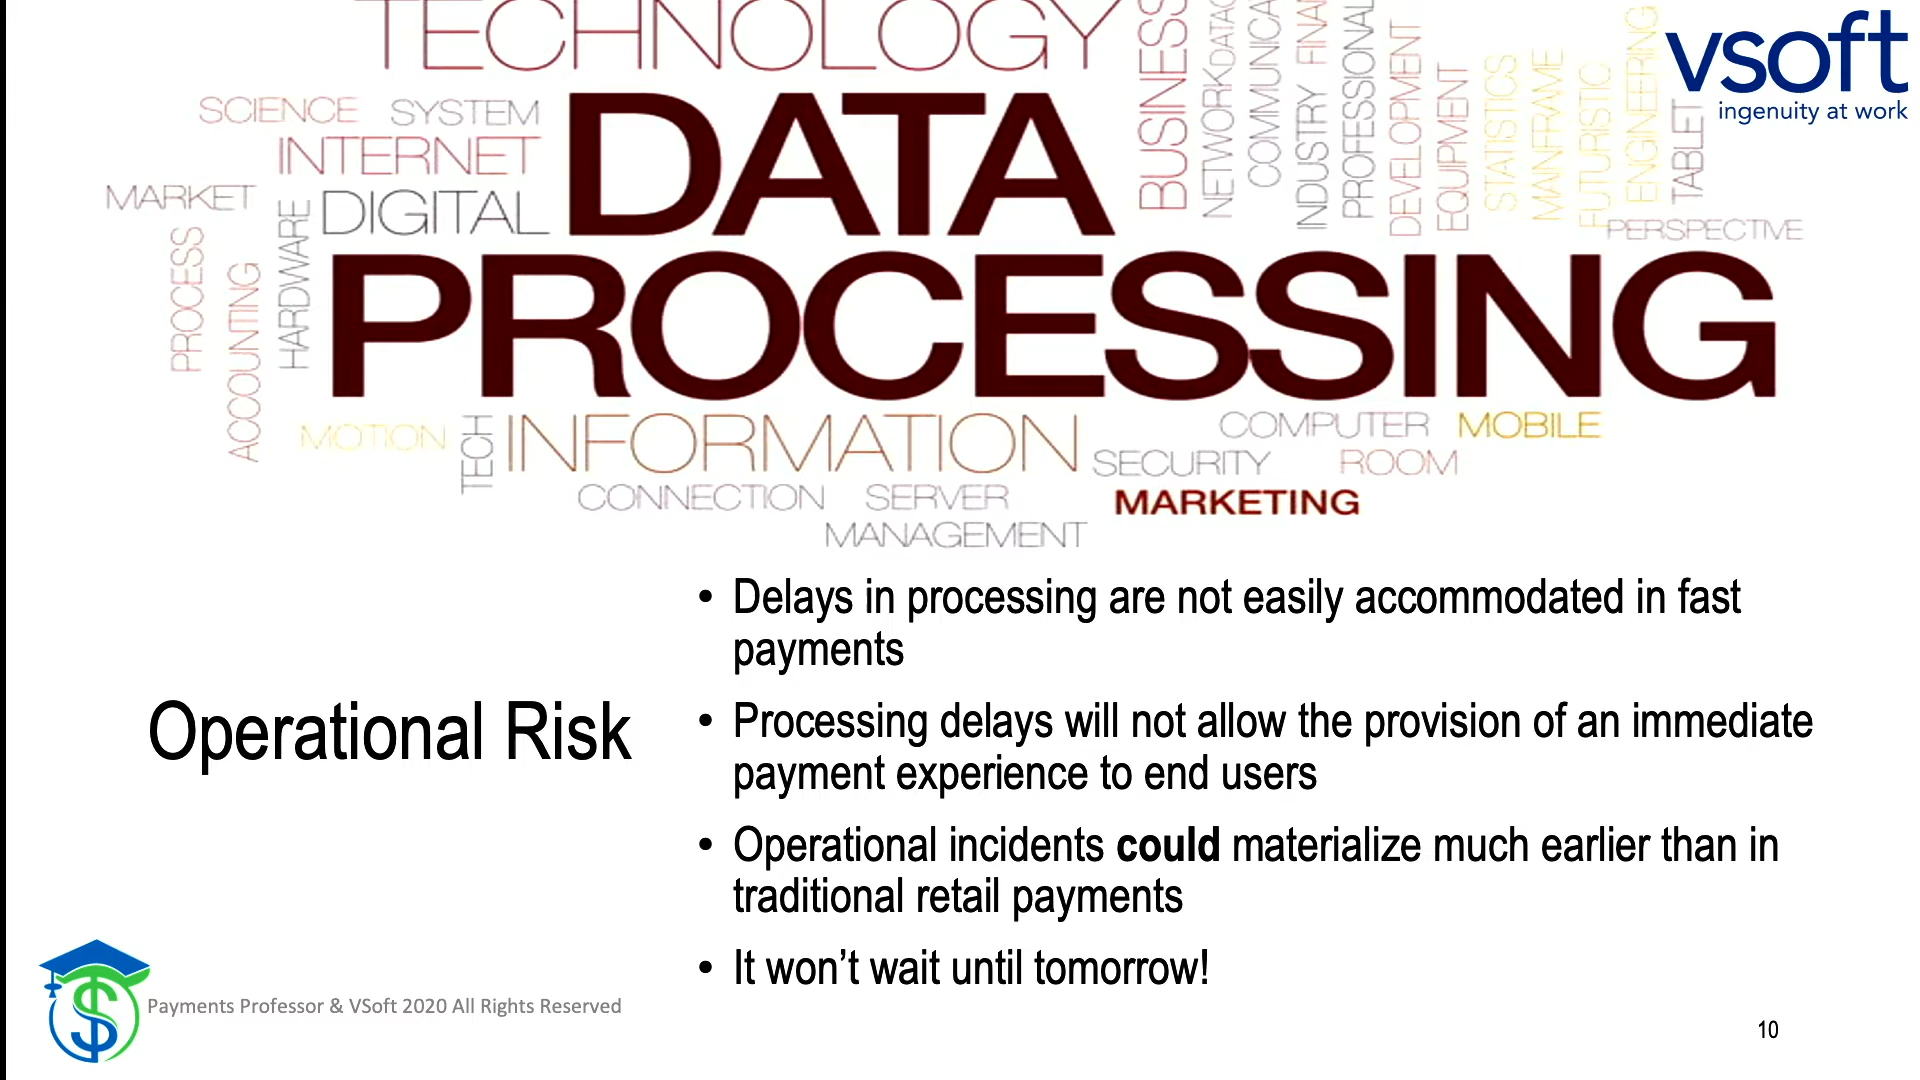 TECHNOLOGY
vsoft
ingenuity at work
SCIENCE SYSTEM
INTERNET
MARKET
DIGITAL
DATA
PROCESSING
PROCESS
ACCOUNTING
HARDWARE
BUSINESS
NETWORK
COMMUNICA
INDUSTRY
PROFESSIONAL
DEVELOPMENT
EQUIPMENT
STATISTICS
MAINFRAME
FUTURISTIC
ENGINEERING
TABLET
PERSPECTIVE
MOTION
TECH
INFORMATION
COMPUTER MOBILE
SECURITY ROOM
CONNECTION SERVER
MARKETING
MANAGEMENT
Operational Risk
• Delays in processing are not easily accommodated in fast
payments
• Processing delays will not allow the provision of an immediate
payment experience to end users
• Operational incidents could materialize much earlier than in
traditional retail payments
• It won’t wait until tomorrow!
Payments Professor & VSoft 2020 All Rights Reserved
10